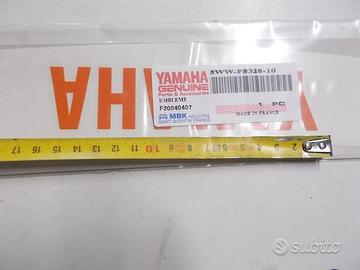 YAMAHA
GENUINE
Parts & Accessories
EMBLEME
F20040407
MBK INDUSTRIE
SAINT QUENTIN FRANCE
5WW-F8328-10
1 PC
MADE IN FRANCE
YAMAHA
17 16 15 14 13 12 11 10 9 8 7 6 5 4 3 2
subito